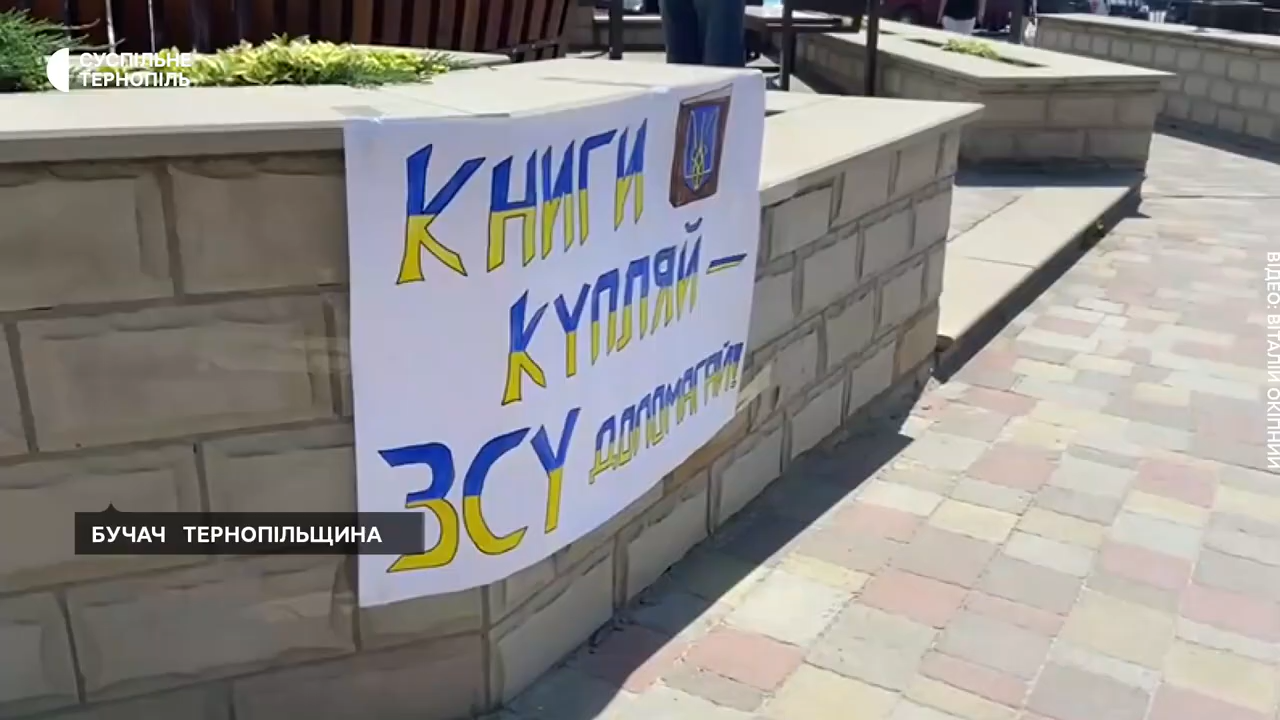 СУСПІЛЬНЕ
ТЕРНОПІЛЬ
КНИГИ
КУПЛЯЙ –
ЗСУ ДОПОМАГАЙ!
БУЧАЧ ТЕРНОПІЛЬЩИНА
ВІДЕО: ВІТАЛІЙ ОКІПНИЙ